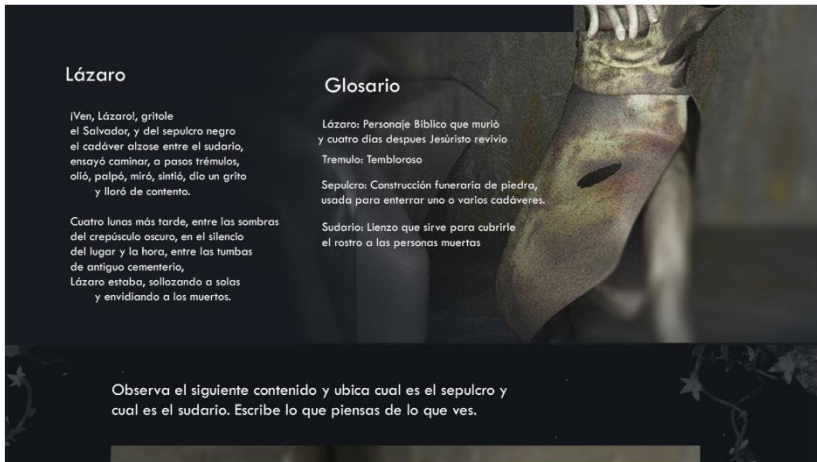 Lázaro
¡Ven, Lázaro!, gritole
el Salvador, y del sepulcro negro
el cadáver alzose entre el sudario,
ensayó caminar, a pasos trémulos,
olió, palpó, miró, sintió, dio un grito
y lloró de contento.
Cuatro lunas más tarde, entre las sombras
del crepúsculo oscuro, en el silencio
del lugar y la hora, entre las tumbas
de antiguo cementerio,
Lázaro estaba, sollozando a solas
y envidiando a los muertos.
Glosario
Lázaro: Personaje Biblico que muriò
y cuatro dias despues Jesùristo revivio
Tremulo: Tembloroso
Sepulcro: Construcción funeraria de piedra,
usada para enterrar uno o varios cadáveres.
Sudario: Lienzo que sirve para cubrirle
el rostro a las personas muertas
Observa el siguiente contenido y ubica cual es el sepulcro y
cual es el sudario. Escribe lo que piensas de lo que ves.